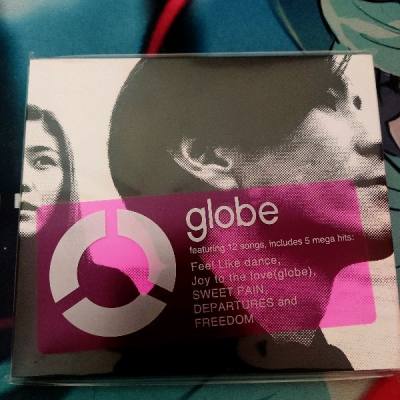 globe
featuring 12 songs, includes 5 mega hits:
Feel Like dance,
Joy to the love(globe),
SWEET PAIN,
DEPARTURES and
FREEDOM